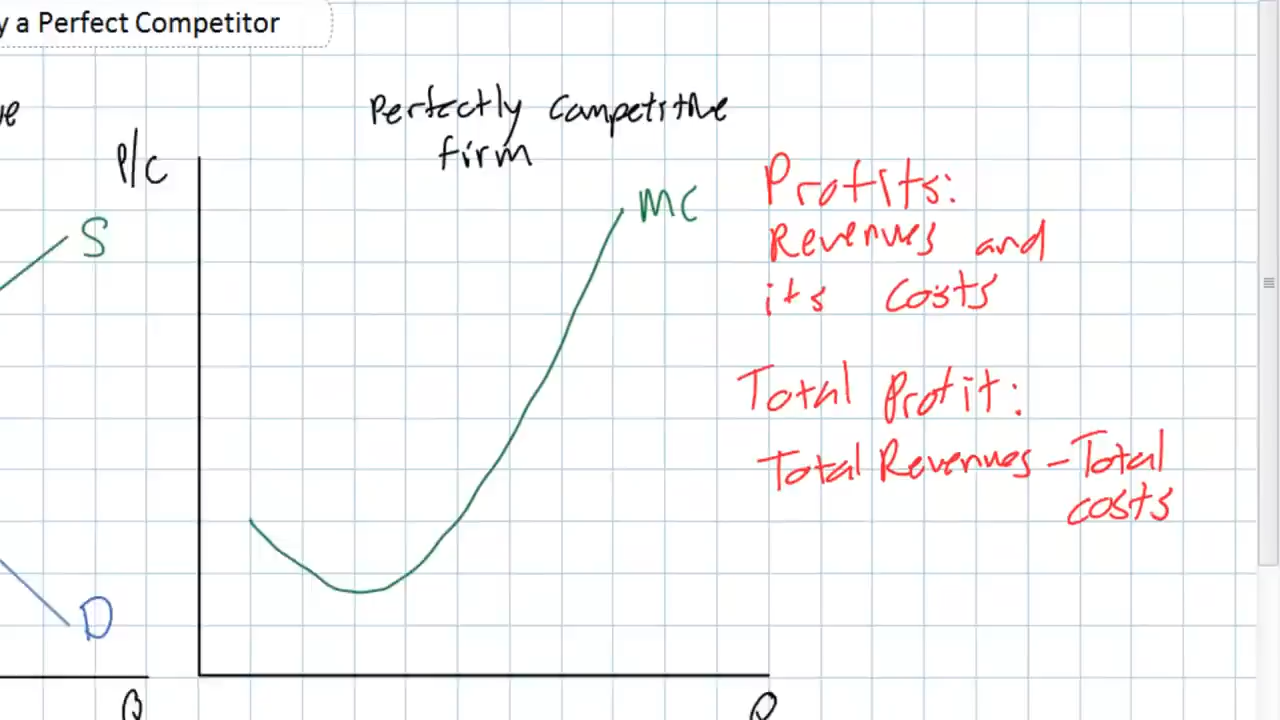 y a Perfect Competitor
Perfectly Competitive
firm
P/C
MC
S
Profits:
Revenues and
its costs
Total Profit:
Total Revenues - Total
costs
D
Q
Q